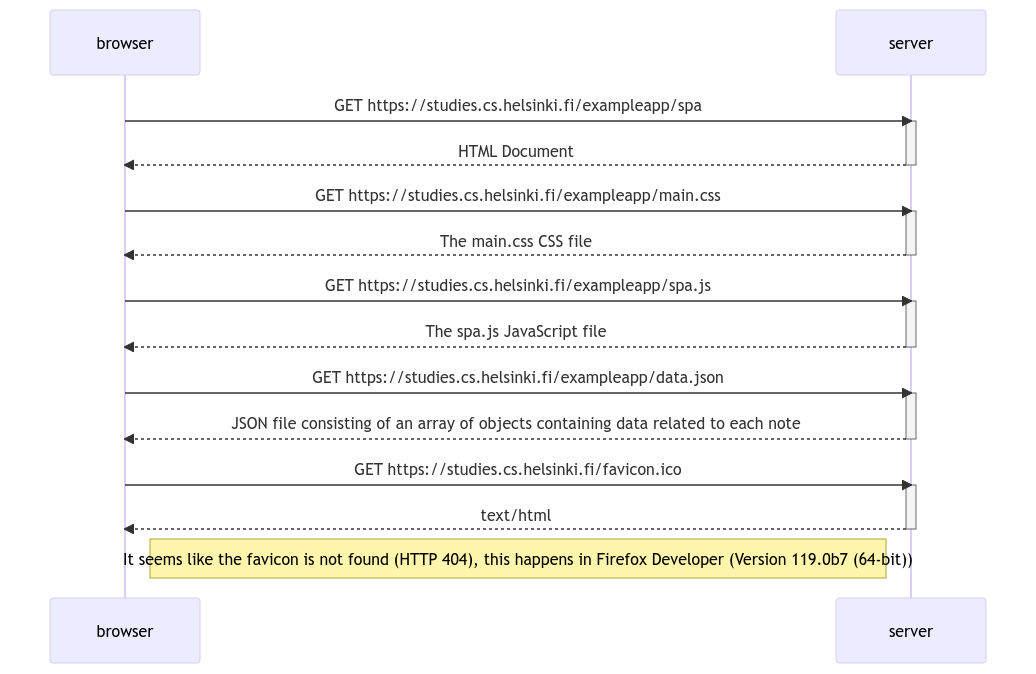 browser
server
GET https://studies.cs.helsinki.fi/exampleapp/spa
HTML Document
GET https://studies.cs.helsinki.fi/exampleapp/main.css
The main.css CSS file
GET https://studies.cs.helsinki.fi/exampleapp/spa.js
The spa.js JavaScript file
GET https://studies.cs.helsinki.fi/exampleapp/data.json
JSON file consisting of an array of objects containing data related to each note
GET https://studies.cs.helsinki.fi/favicon.ico
text/html
It seems like the favicon is not found (HTTP 404), this happens in Firefox Developer (Version 119.0b7 (64-bit))
browser
server